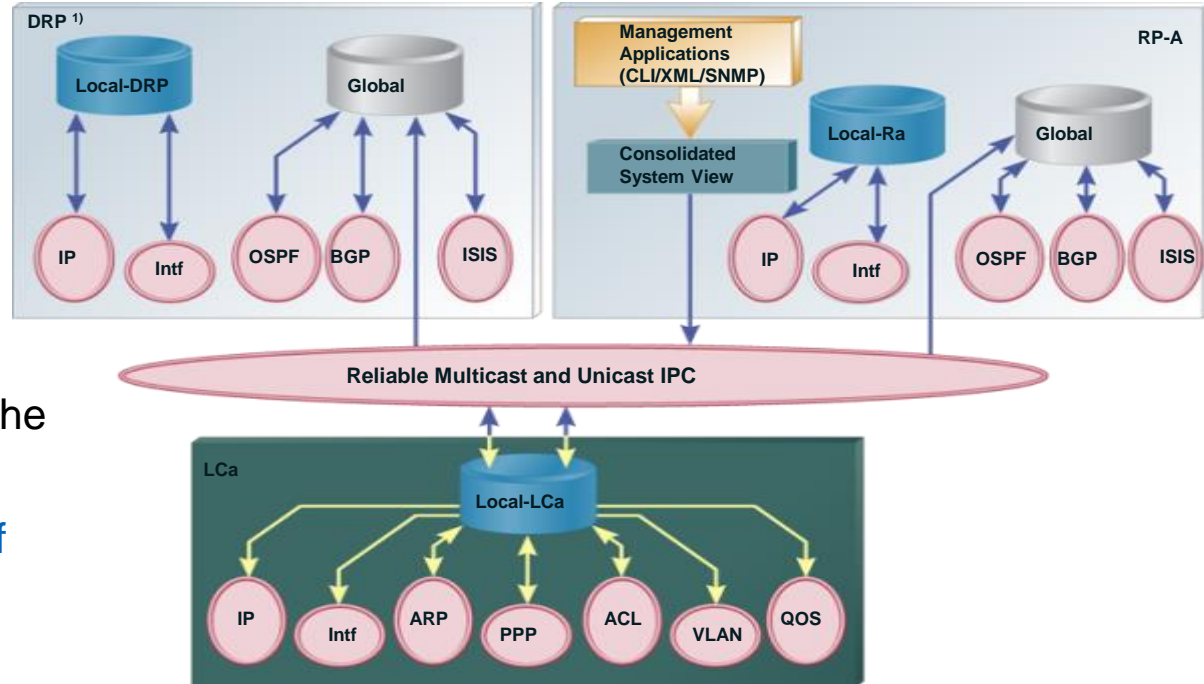 DRP 1)
Local-DRP
Global
IP
Intf
OSPF
BGP
ISIS
RP-A
Management
Applications
(CLI/XML/SNMP)
Consolidated
System View
Local-Ra
Global
IP
Intf
OSPF
BGP
ISIS
Reliable Multicast and Unicast IPC
he
f
LCa
Local-LCa
IP
Intf
ARP
PPP
ACL
VLAN
QOS